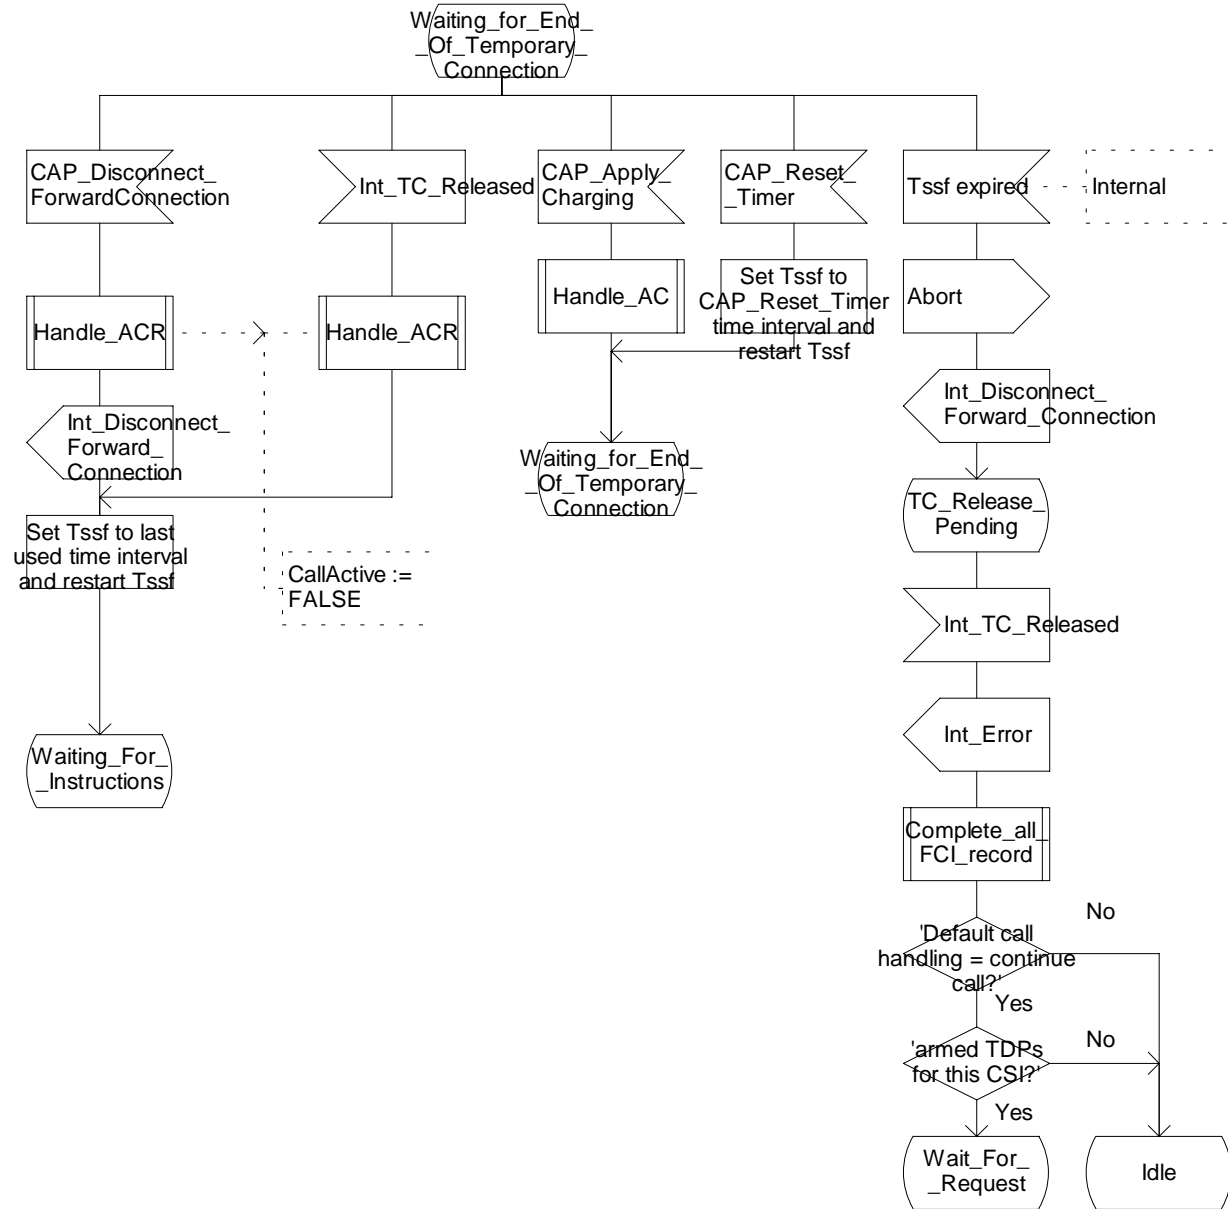 Waiting_for_End_
_Of_Temporary_
Connection
CAP_Disconnect_
ForwardConnection
Int_TC_Released
CAP_Apply_
Charging
CAP_Reset_
_Timer
Tssf expired
Internal
Handle_ACR
Handle_ACR
Handle_AC
Set Tssf to
CAP_Reset_Timer
time interval and
restart Tssf
Abort
Int_Disconnect_
Forward_
Connection
Int_Disconnect_
Forward_Connection
Waiting_for_End_
_Of_Temporary_
Connection
TC_Release_
Pending
Set Tssf to last
used time interval
and restart Tssf
CallActive :=
FALSE
Int_TC_Released
Waiting_For_
_Instructions
Int_Error
Complete_all_
FCI_record
No
'Default call
handling = continue
call?'
Yes
No
'armed TDPs
for this CSI?'
Yes
Wait_For_
_Request
Idle